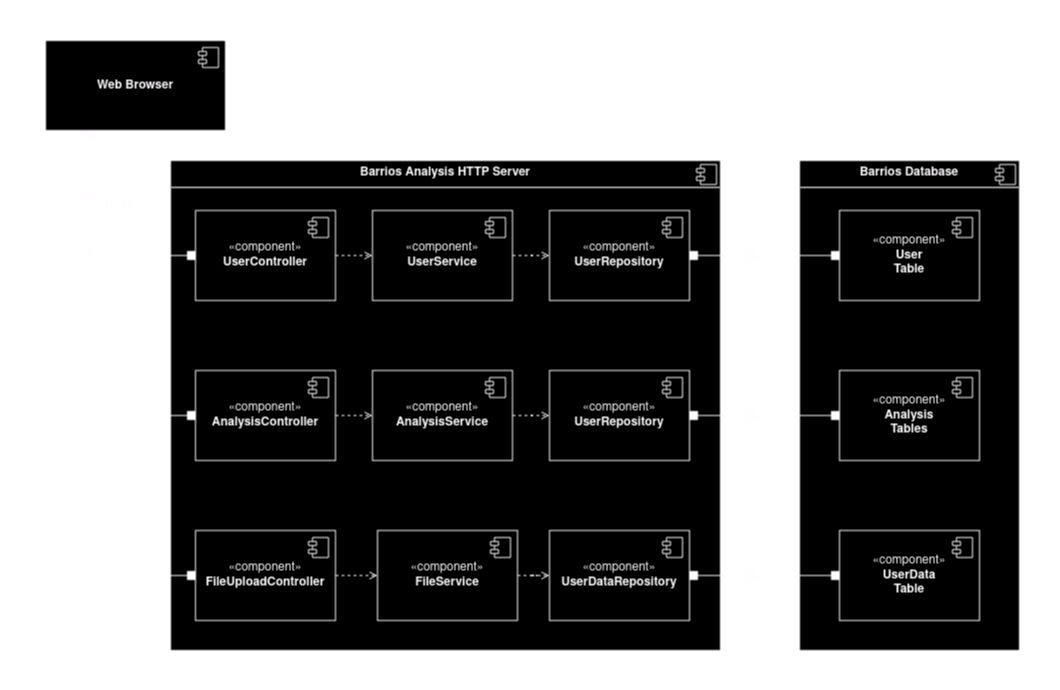 Web Browser
Barrios Analysis HTTP Server
Barrios Database
«component»
UserController
«component»
UserService
«component»
UserRepository
«component»
User
Table
«component»
AnalysisController
«component»
AnalysisService
«component»
UserRepository
«component»
Analysis
Tables
«component»
FileUploadController
«component»
FileService
«component»
UserDataRepository
«component»
UserData
Table